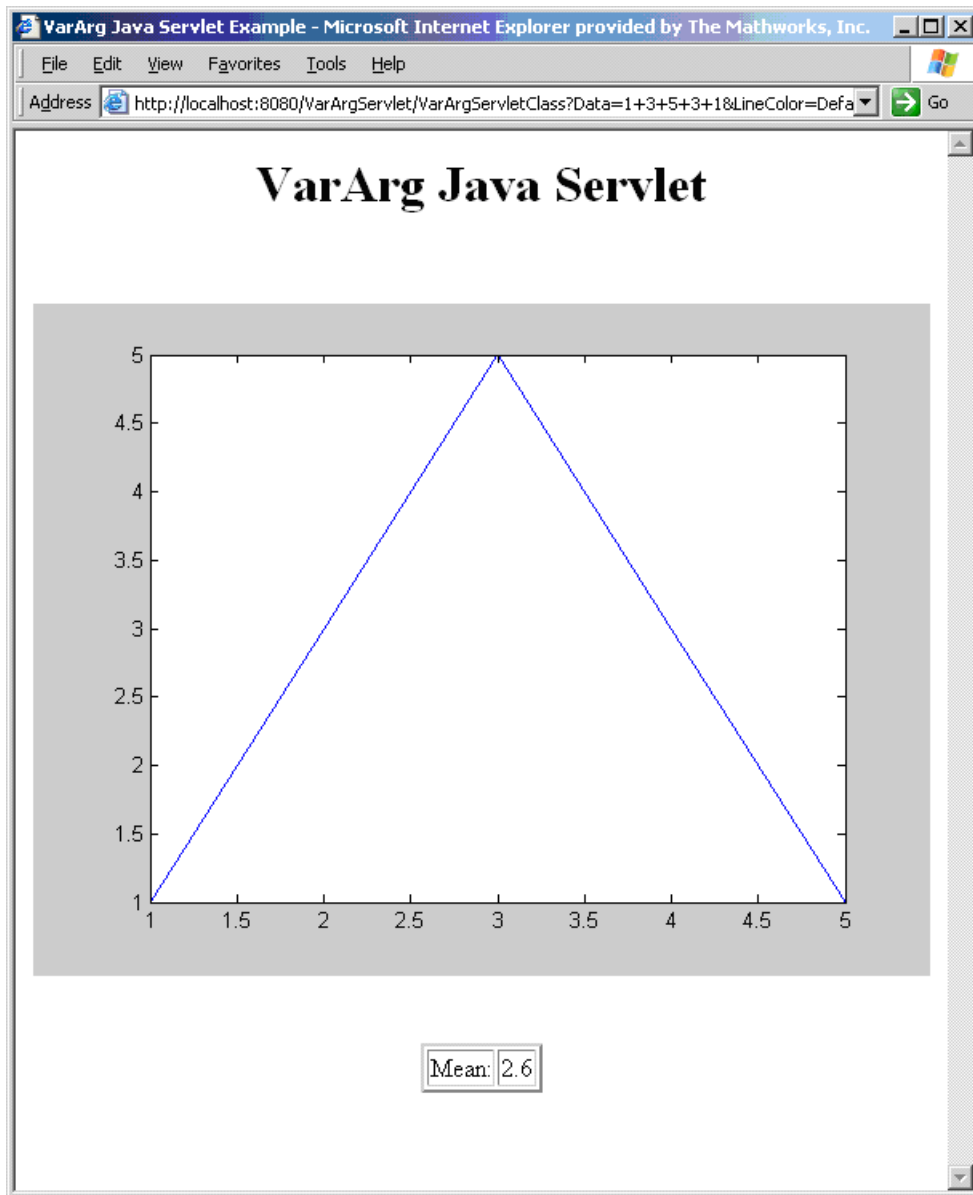 VarArg Java Servlet Example - Microsoft Internet Explorer provided by The Mathworks, Inc.
File Edit View Favorites Tools Help
Address http://localhost:8080/VarArgServlet/VarArgServletClass?Data=1+3+5+3+1&LineColor=Defa Go
VarArg Java Servlet
5
4.5
4
3.5
3
2.5
2
1.5
1
1 1.5 2 2.5 3 3.5 4 4.5 5
Mean: 2.6